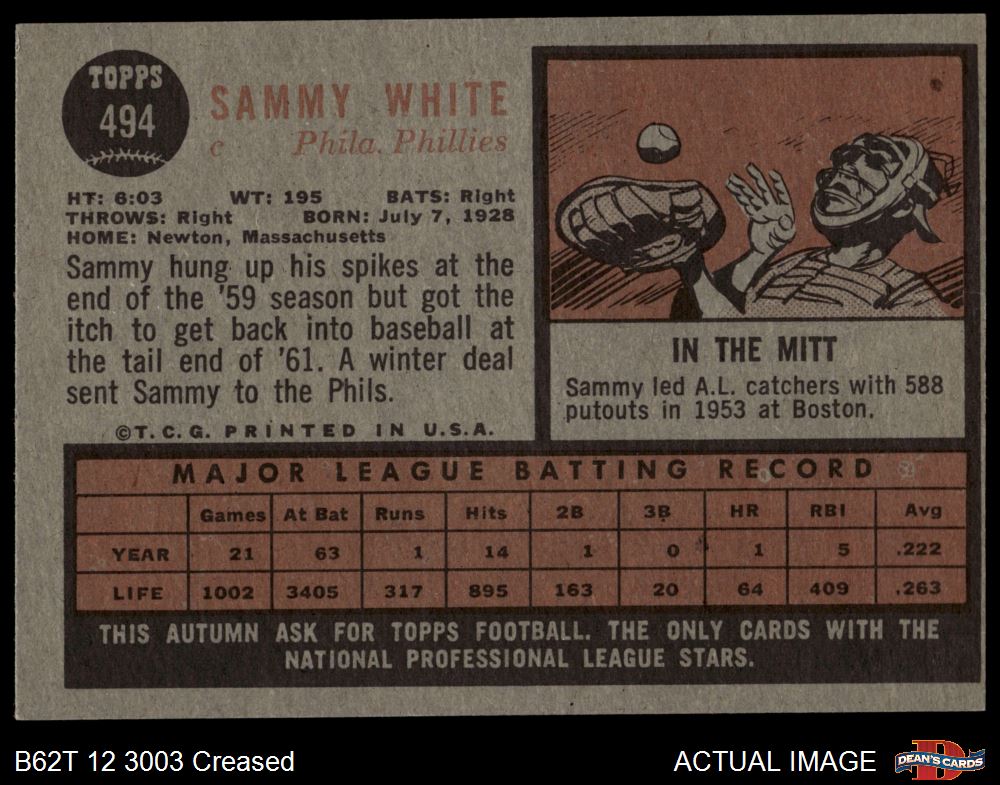 TOPPS
494
SAMMY WHITE
c Phila. Phillies
HT: 6:03 WT: 195 BATS: Right
THROWS: Right BORN: July 7, 1928
HOME: Newton, Massachusetts
Sammy hung up his spikes at the
end of the '59 season but got the
itch to get back into baseball at
the tail end of '61. A winter deal
sent Sammy to the Phils.
©T.C.G. PRINTED IN U.S.A.
IN THE MITT
Sammy led A.L. catchers with 588
putouts in 1953 at Boston.
MAJOR LEAGUE BATTING RECORD
Games At Bat Runs Hits 2B 3B HR RBI Avg
YEAR 21 63 1 14 1 0 1 5 .222
LIFE 1002 3405 317 895 163 20 64 409 .263
THIS AUTUMN ASK FOR TOPPS FOOTBALL. THE ONLY CARDS WITH THE
NATIONAL PROFESSIONAL LEAGUE STARS.
B62T 12 3003 Creased ACTUAL IMAGE D DEAN'S CARDS